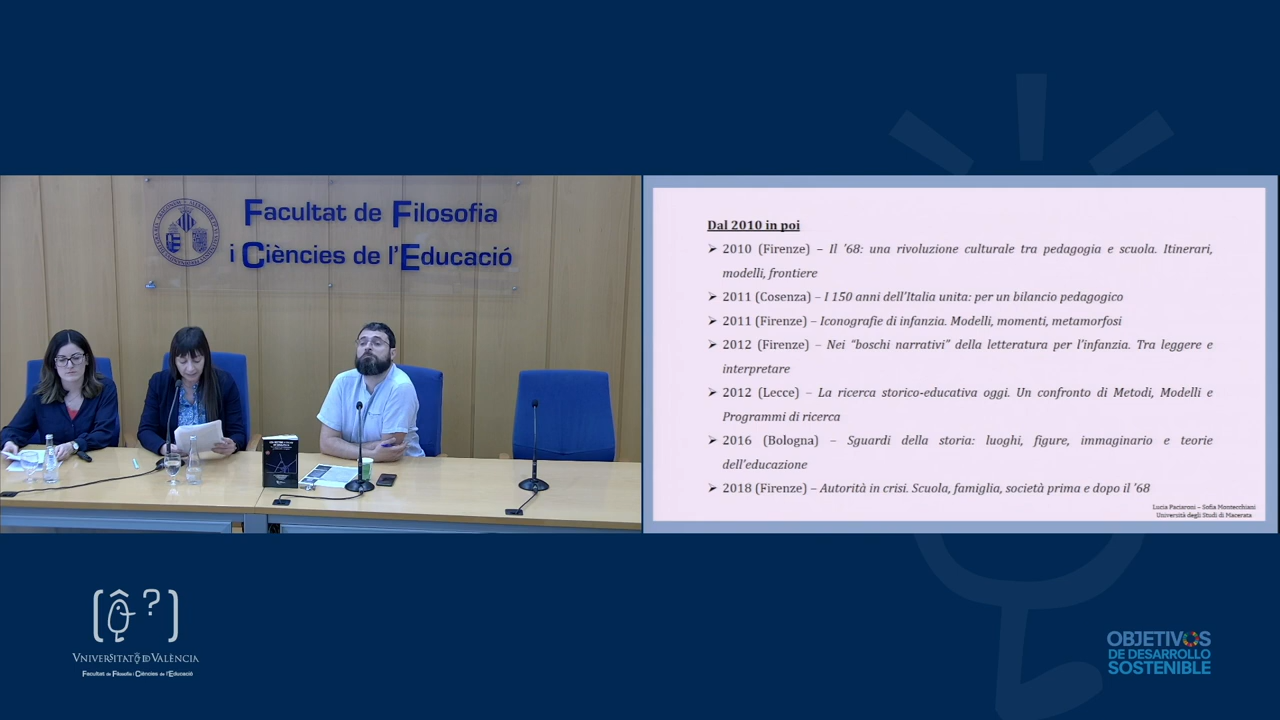 Facultat de Filosofia
i Ciències de l'Educació
Dal 2010 in poi
➢ 2010 (Firenze) – Il '68: una rivoluzione culturale tra pedagogia e scuola. Itinerari,
modelli, frontiere
➢ 2011 (Cosenza) – I 150 anni dell'Italia unita: per un bilancio pedagogico
➢ 2011 (Firenze) – Iconografie di infanzia. Modelli, momenti, metamorfosi
➢ 2012 (Firenze) – Nei "boschi narrativi" della letteratura per l'infanzia. Tra leggere e
interpretare
➢ 2012 (Lecce) – La ricerca storico-educativa oggi. Un confronto di Metodi, Modelli e
Programmi di ricerca
➢ 2016 (Bologna) – Sguardi della storia: luoghi, figure, immaginario e teorie
dell'educazione
➢ 2018 (Firenze) – Autorità in crisi. Scuola, famiglia, società prima e dopo il '68
Lucia Paciaroni – Sofia Montecchiani
Università degli Studi di Macerata
VNIVERSITAT DE VALÈNCIA
Facultat de Filosofia i Ciències de l'Educació
OBJETIVOS
DE DESARROLLO
SOSTENIBLE